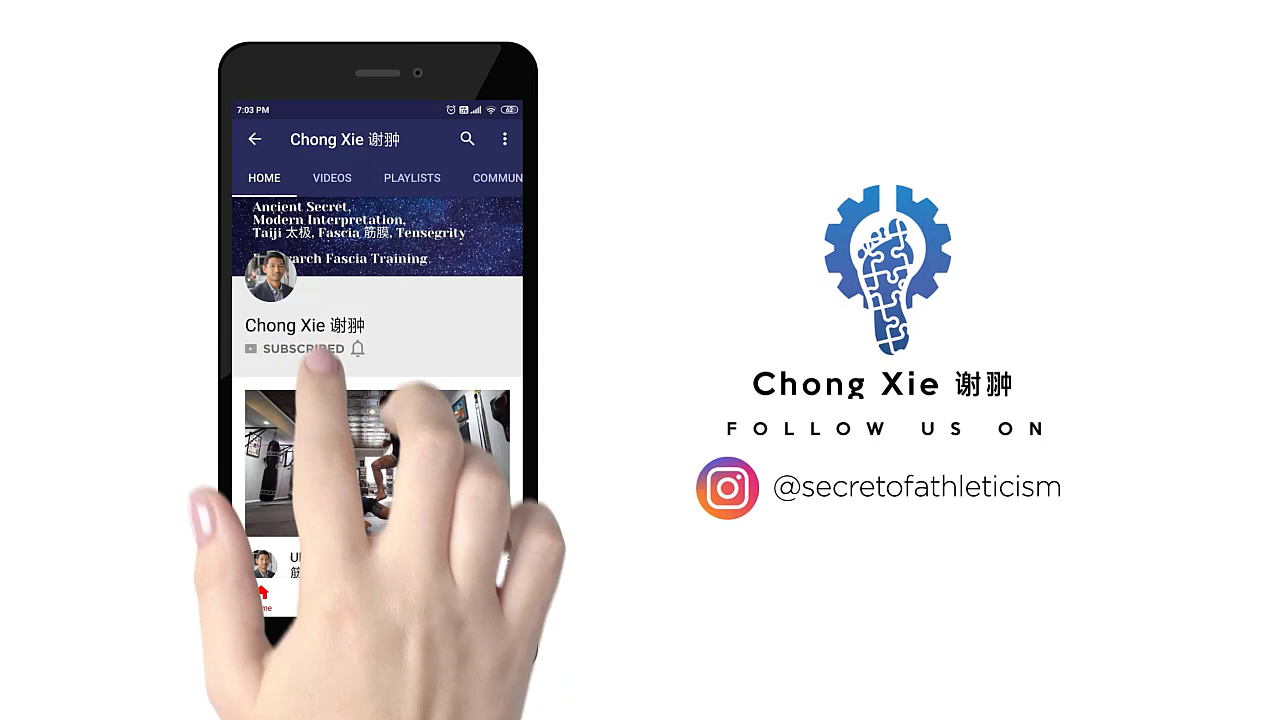 7:03 PM
62
Chong Xie 谢翀
HOME VIDEOS PLAYLISTS COMMUN
Ancient Secret,
Modern Interpretation,
Taiji 太极, Fascia 筋膜, Tensegrity
arch Fascia Training
Chong Xie 谢翀
SUBSCRIBED
Chong Xie 谢翀
FOLLOW US ON
@secretofathleticism